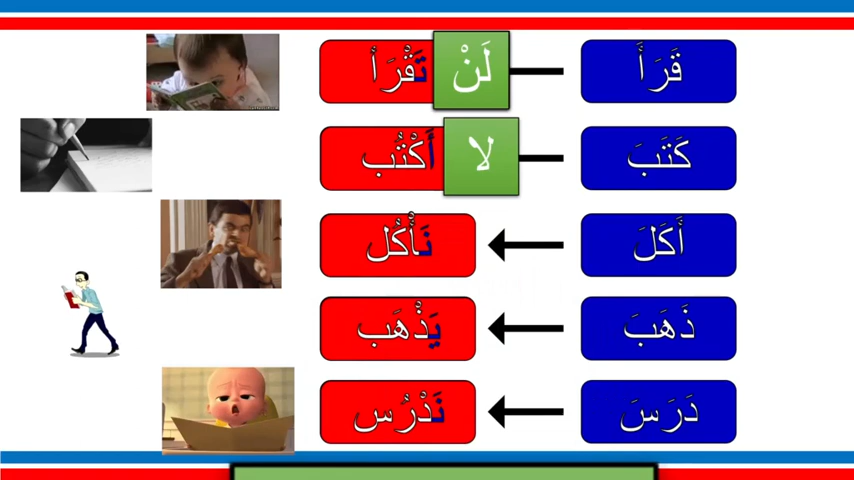 قَرَأَ لَنْ تَقْرَأ
كَتَبَ لا أَكْتُب
أَكَلَ نَأْكُل
ذَهَبَ يَذْهَب
دَرَسَ نَدْرُس